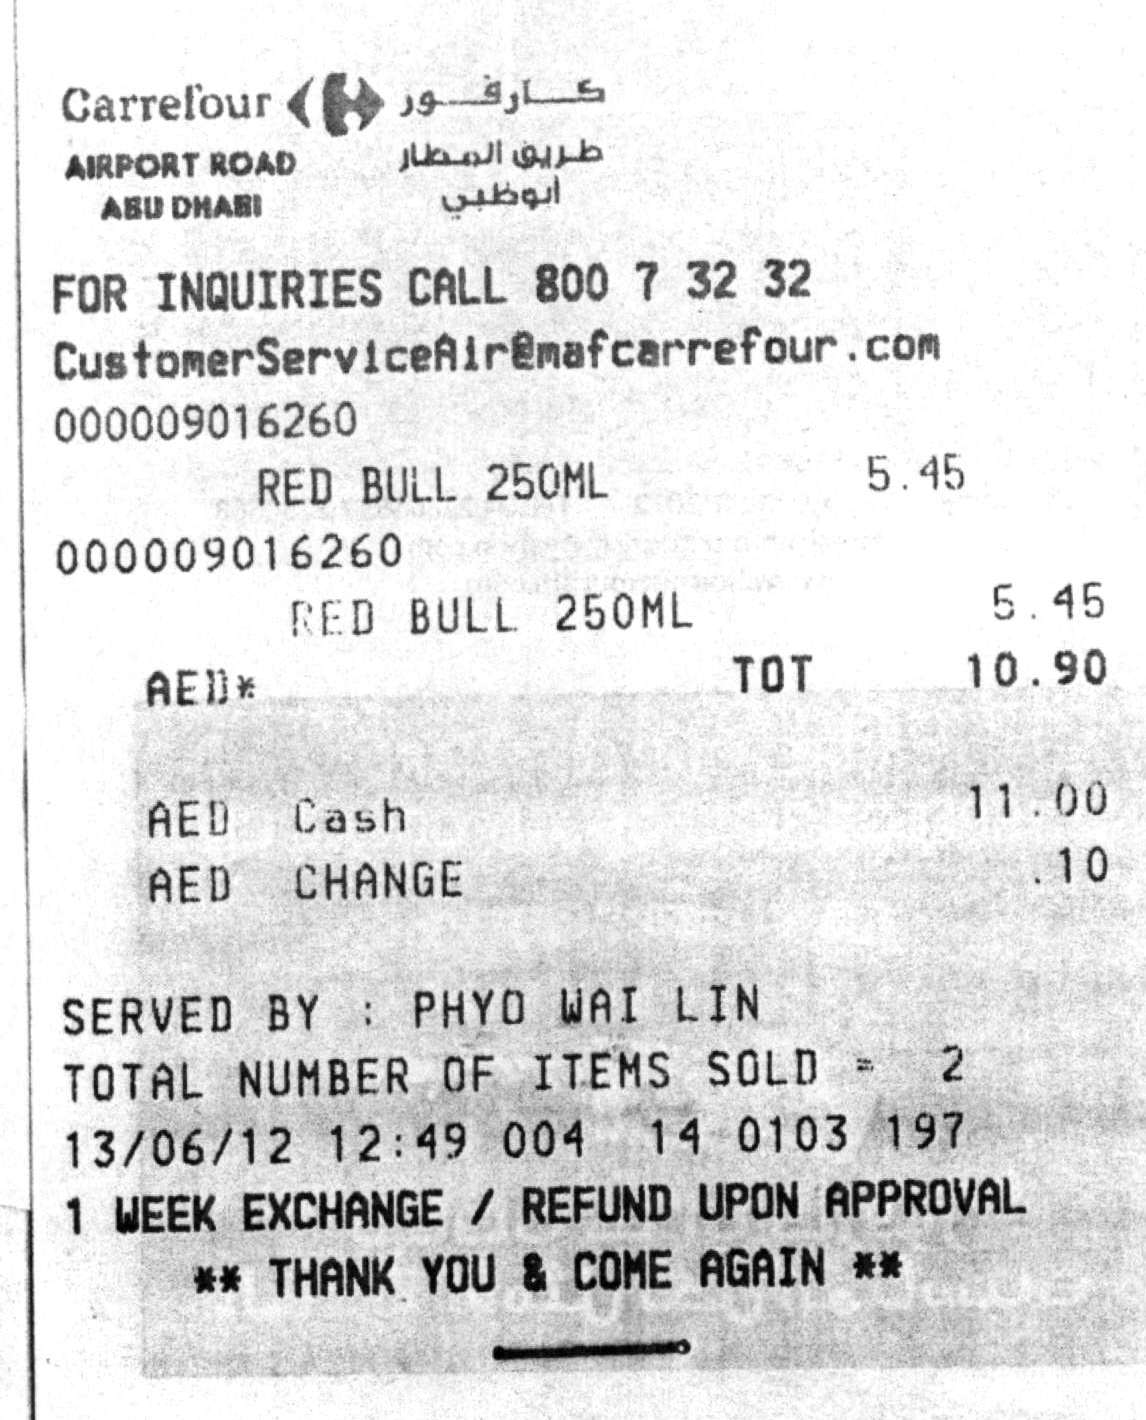 Carrefour كارفور
AIRPORT ROAD طريق المطار
ABU DHABI أبوظبي
FOR INQUIRIES CALL 800 7 32 32
CustomerServiceAir@mafcarrefour.com
000009016260
RED BULL 250ML 5.45
000009016260
RED BULL 250ML 5.45
AED* TOT 10.90
AED Cash 11.00
AED CHANGE .10
SERVED BY : PHYO WAI LIN
TOTAL NUMBER OF ITEMS SOLD = 2
13/06/12 12:49 004 14 0103 197
1 WEEK EXCHANGE / REFUND UPON APPROVAL
** THANK YOU & COME AGAIN **